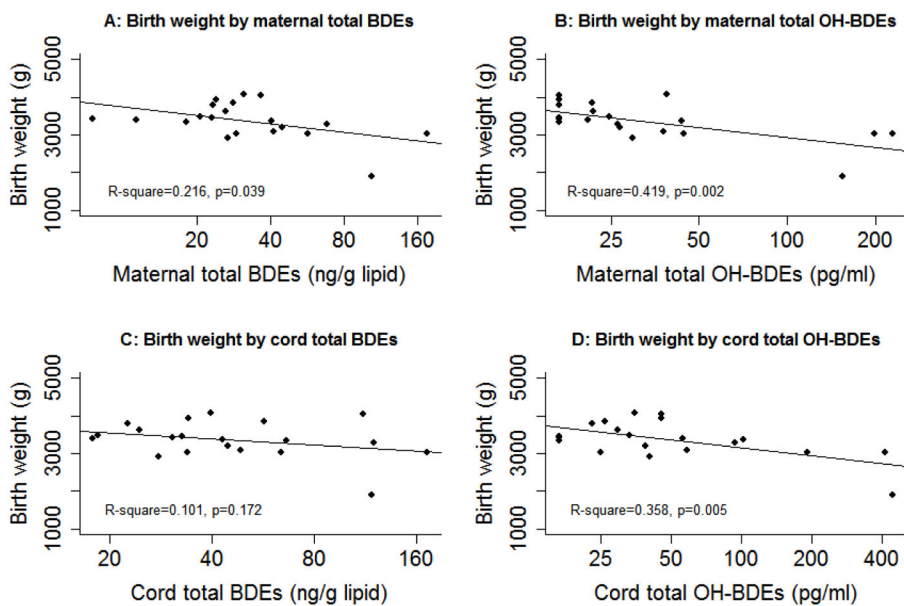 A: Birth weight by maternal total BDEs
Birth weight (g)
5000
3000
1000
R-square=0.216, p=0.039
20 40 80 160
Maternal total BDEs (ng/g lipid)
B: Birth weight by maternal total OH-BDEs
Birth weight (g)
5000
3000
1000
R-square=0.419, p=0.002
25 50 100 200
Maternal total OH-BDEs (pg/ml)
C: Birth weight by cord total BDEs
Birth weight (g)
5000
3000
1000
R-square=0.101, p=0.172
20 40 80 160
Cord total BDEs (ng/g lipid)
D: Birth weight by cord total OH-BDEs
Birth weight (g)
5000
3000
1000
R-square=0.358, p=0.005
25 50 100 200 400
Cord total OH-BDEs (pg/ml)